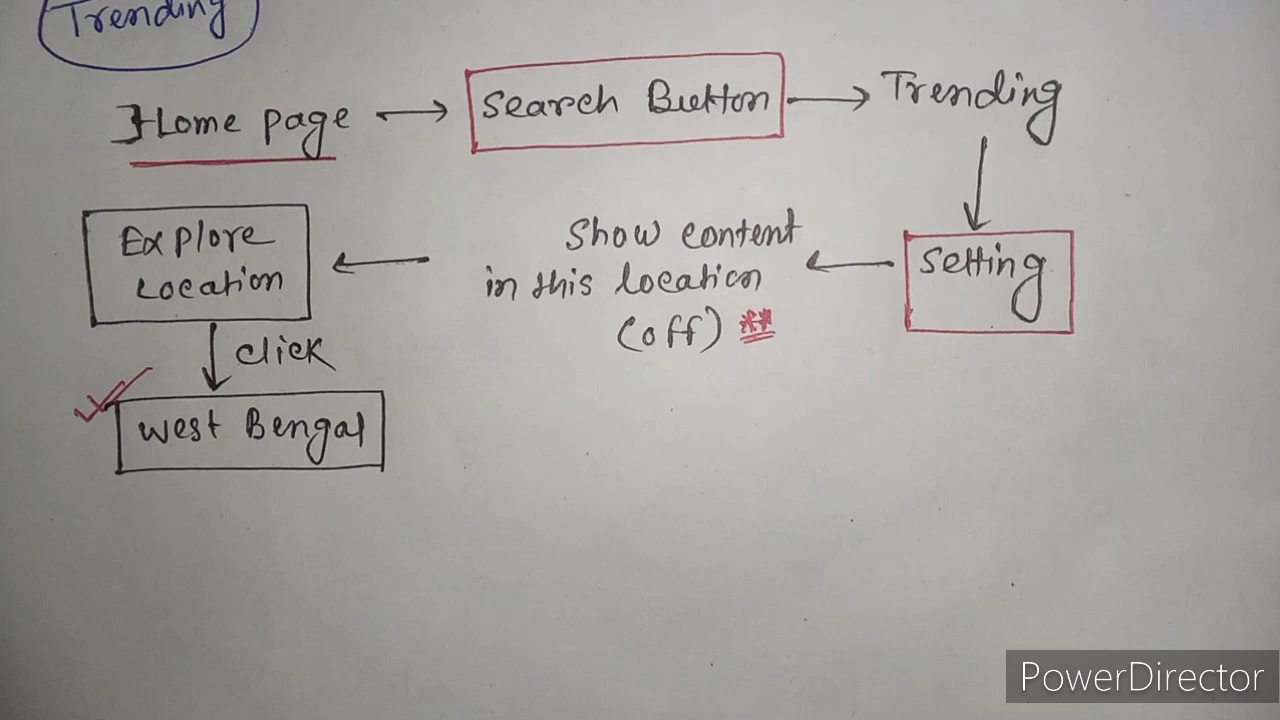 Trending
Home page → Search Button → Trending
Setting
Show content
in this location
(off) **
Explore
Location
click
West Bengal
PowerDirector